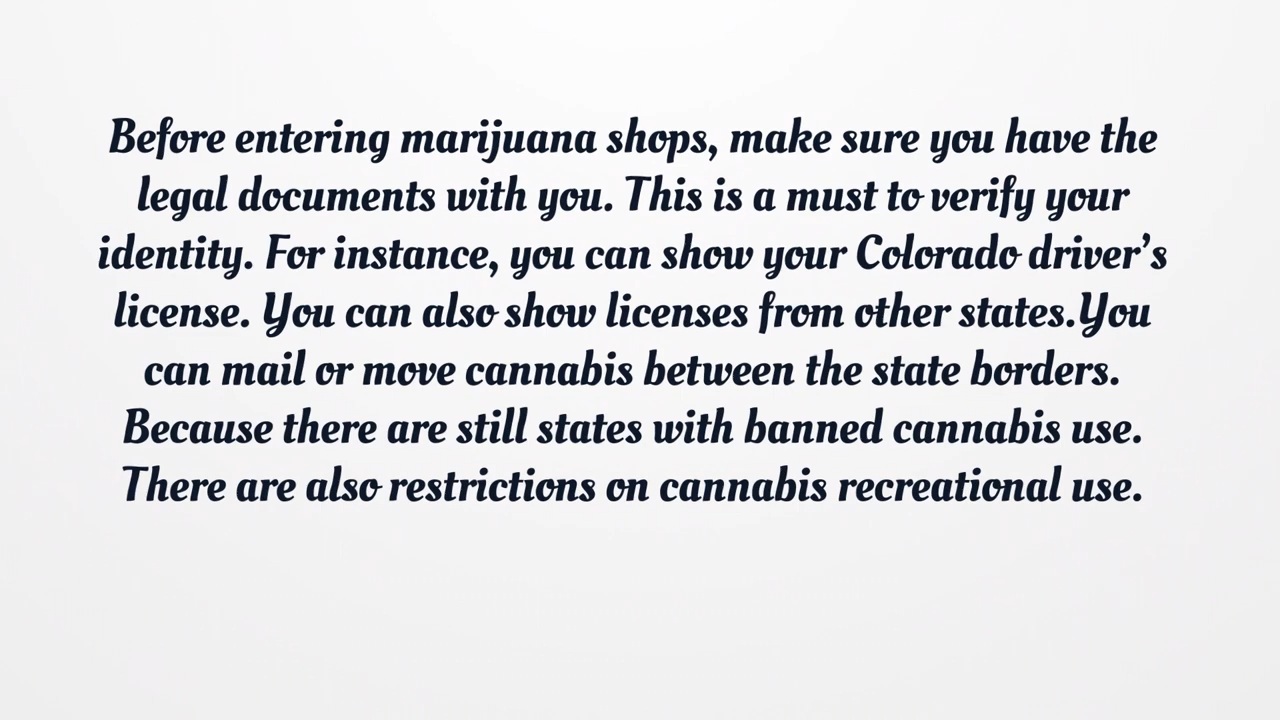 Before entering marijuana shops, make sure you have the
legal documents with you. This is a must to verify your
identity. For instance, you can show your Colorado driver's
license. You can also show licenses from other states.You
can mail or move cannabis between the state borders.
Because there are still states with banned cannabis use.
There are also restrictions on cannabis recreational use.